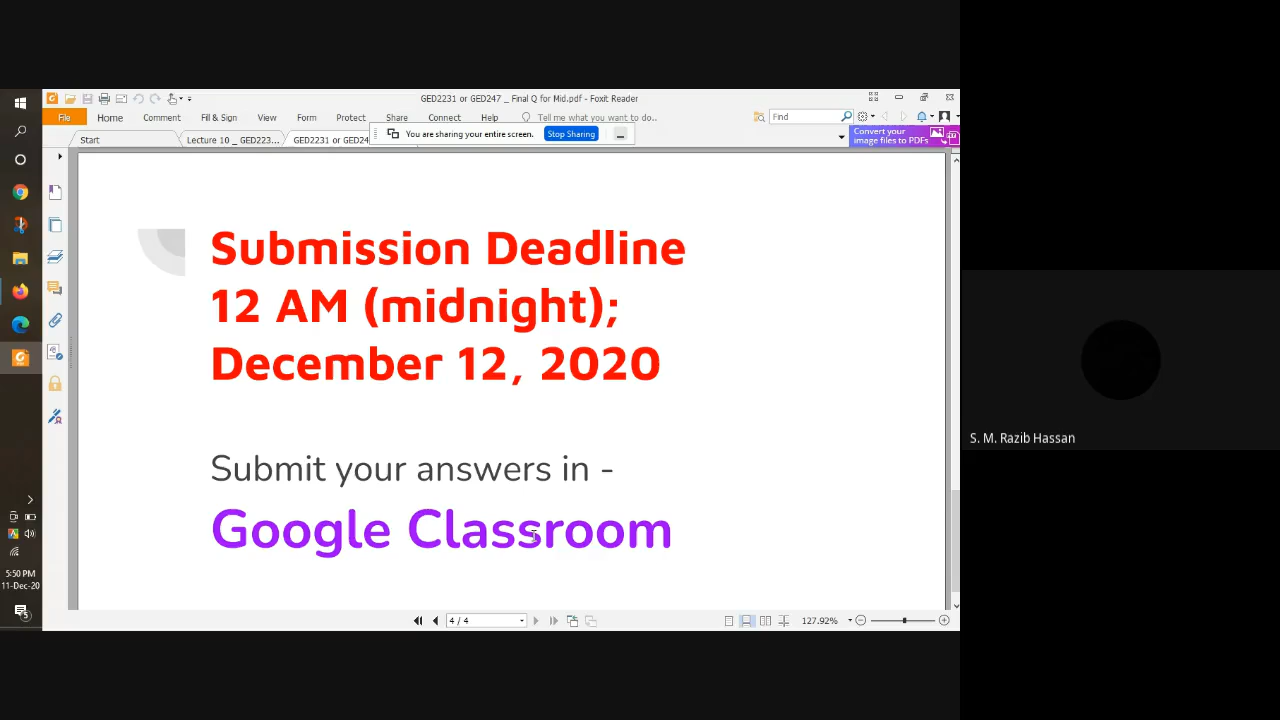 GED2231 or GED247 _ Final Q for Mid.pdf - Foxit Reader
File Home Comment Fill & Sign View Form Protect Share Connect Help Tell me what you want to do..
Find
You are sharing your entire screen. Stop Sharing
Convert your
image files to PDFs
Start Lecture 10 _ GED223... GED2231 or GED24
Submission Deadline
12 AM (midnight);
December 12, 2020
Submit your answers in -
Google Classroom
S. M. Razib Hassan
5:50 PM
11-Dec-20
5
4 / 4
127.92%